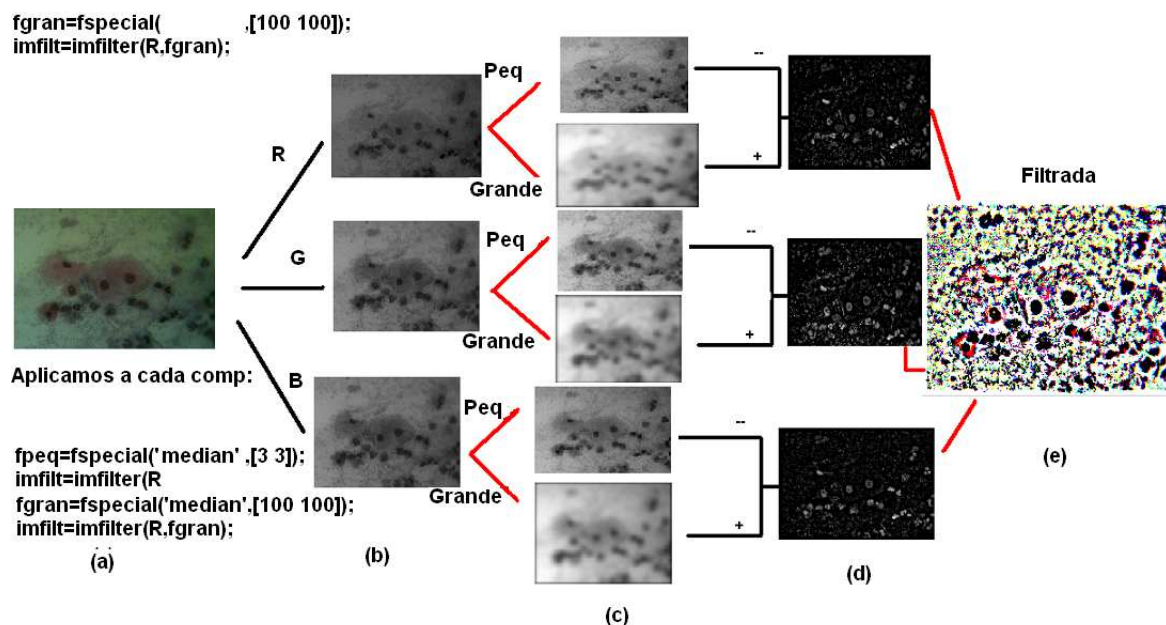 fgran=fspecial( ,[100 100]);
imfilt=imfilter(R,fgran);
R
G
B
Peq
Grande
--
+
Peq
Grande
--
+
Peq
Grande
--
+
Filtrada
Aplicamos a cada comp:
fpeq=fspecial('median' ,[3 3]);
imfilt=imfilter(R
fgran=fspecial('median',[100 100]);
imfilt=imfilter(R,fgran);
(a)
(b)
(c)
(d)
(e)